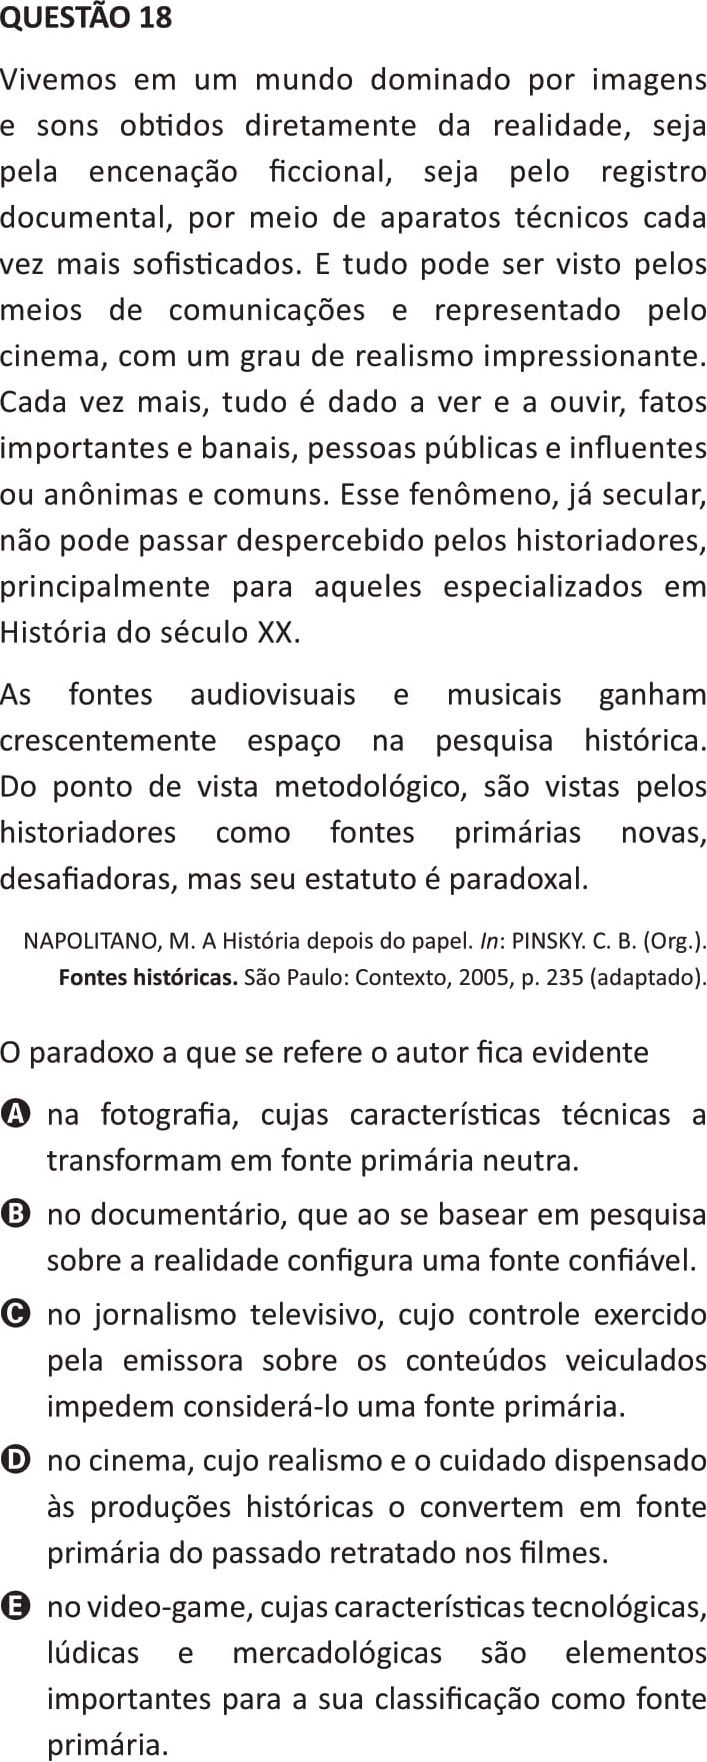 QUESTÃO 18
Vivemos em um mundo dominado por imagens
e sons obtidos diretamente da realidade, seja
pela encenação ficcional, seja pelo registro
documental, por meio de aparatos técnicos cada
vez mais sofisticados. E tudo pode ser visto pelos
meios de comunicações e representado pelo
cinema, com um grau de realismo impressionante.
Cada vez mais, tudo é dado a ver e a ouvir, fatos
importantes e banais, pessoas públicas e influentes
ou anônimas e comuns. Esse fenômeno, já secular,
não pode passar despercebido pelos historiadores,
principalmente para aqueles especializados em
História do século XX.
As fontes audiovisuais e musicais ganham
crescentemente espaço na pesquisa histórica.
Do ponto de vista metodológico, são vistas pelos
historiadores como fontes primárias novas,
desafiadoras, mas seu estatuto é paradoxal.
NAPOLITANO, M. A História depois do papel. In: PINSKY. C. B. (Org.).
Fontes históricas. São Paulo: Contexto, 2005, p. 235 (adaptado).
O paradoxo a que se refere o autor fica evidente
A na fotografia, cujas características técnicas a
transformam em fonte primária neutra.
B no documentário, que ao se basear em pesquisa
sobre a realidade configura uma fonte confiável.
C no jornalismo televisivo, cujo controle exercido
pela emissora sobre os conteúdos veiculados
impedem considerá-lo uma fonte primária.
D no cinema, cujo realismo e o cuidado dispensado
às produções históricas o convertem em fonte
primária do passado retratado nos filmes.
E no video-game, cujas características tecnológicas,
lúdicas e mercadológicas são elementos
importantes para a sua classificação como fonte
primária.